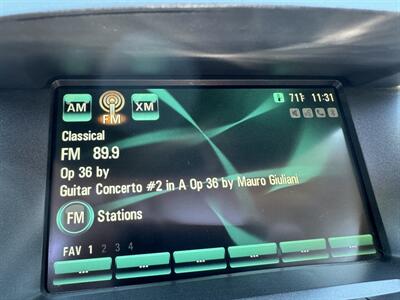 AM FM XM 71°F 11:31
Classical
FM 89.9
Op 36 by
Guitar Concerto #2 in A Op 36 by Mauro Giuliani
FM Stations
FAV 1 2 3 4
... ... ... ... ... ...